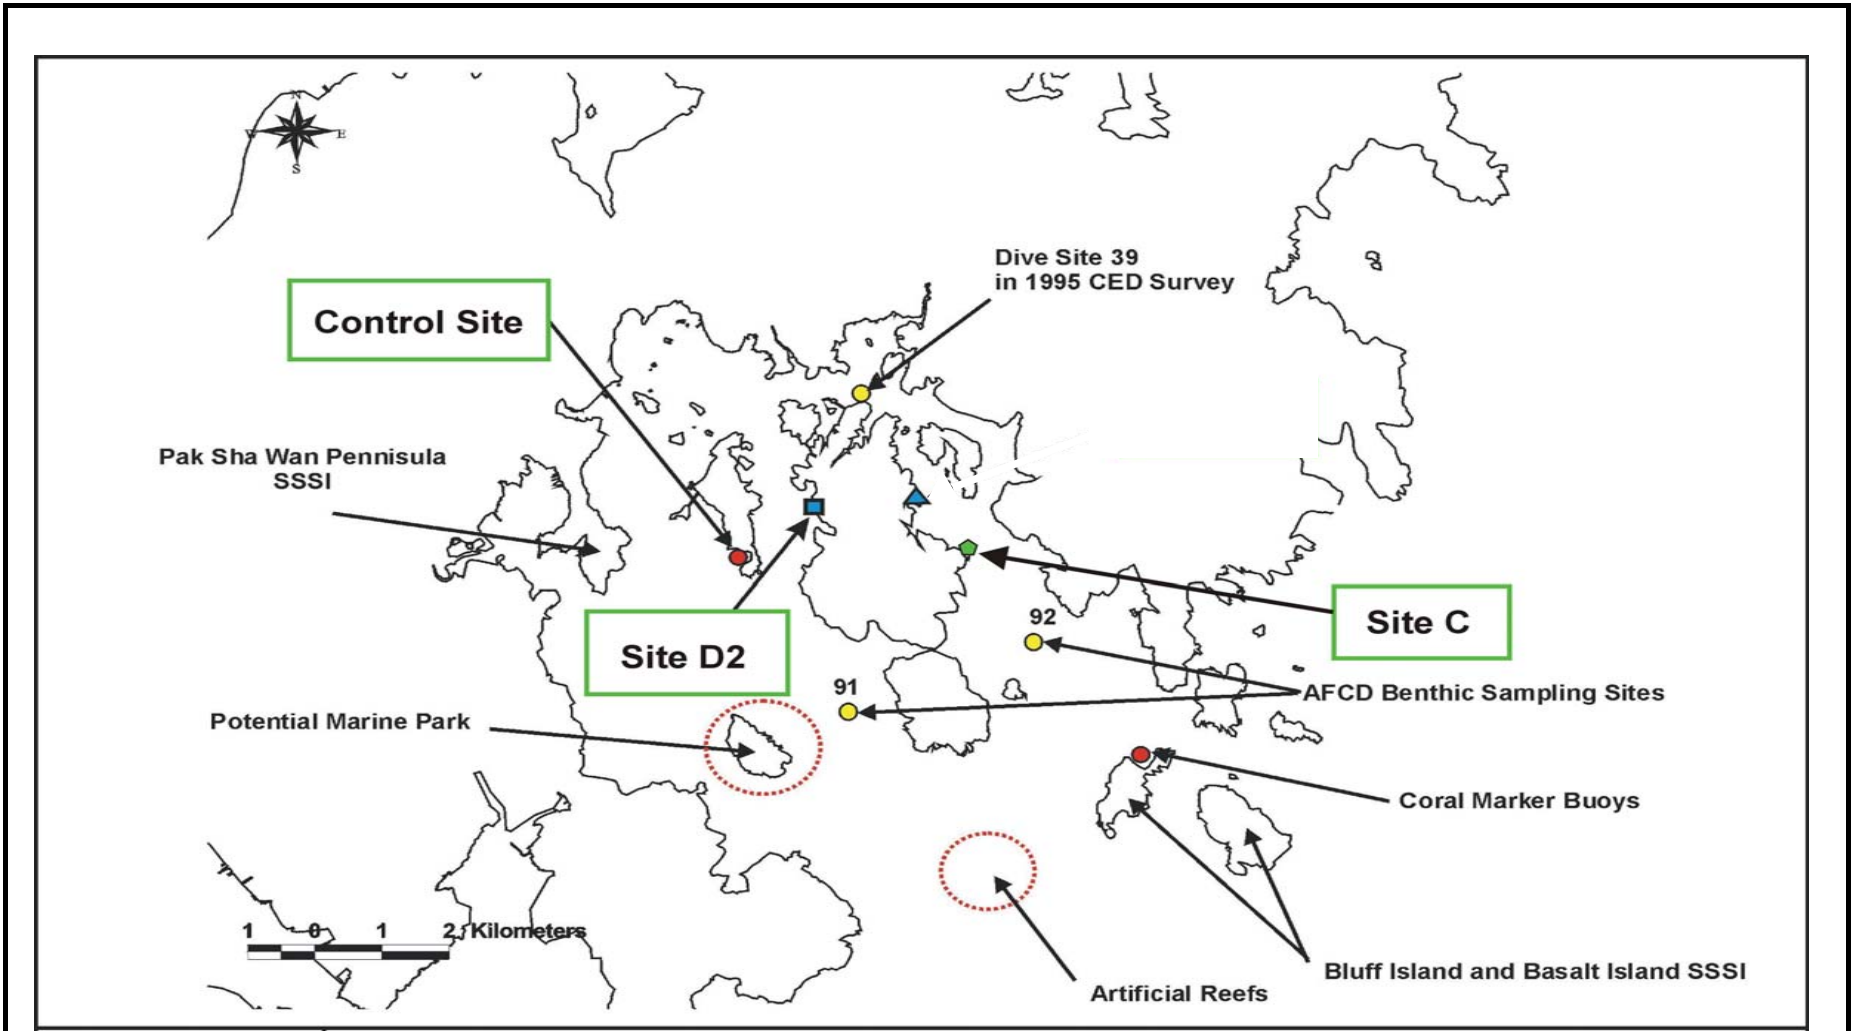 N
W E
S
Dive Site 39
in 1995 CED Survey
Control Site
Pak Sha Wan Pennisula
SSSI
Site C
92
Site D2
91
AFCD Benthic Sampling Sites
Potential Marine Park
Coral Marker Buoys
1 0 1 2 Kilometers
Bluff Island and Basalt Island SSSI
Artificial Reefs